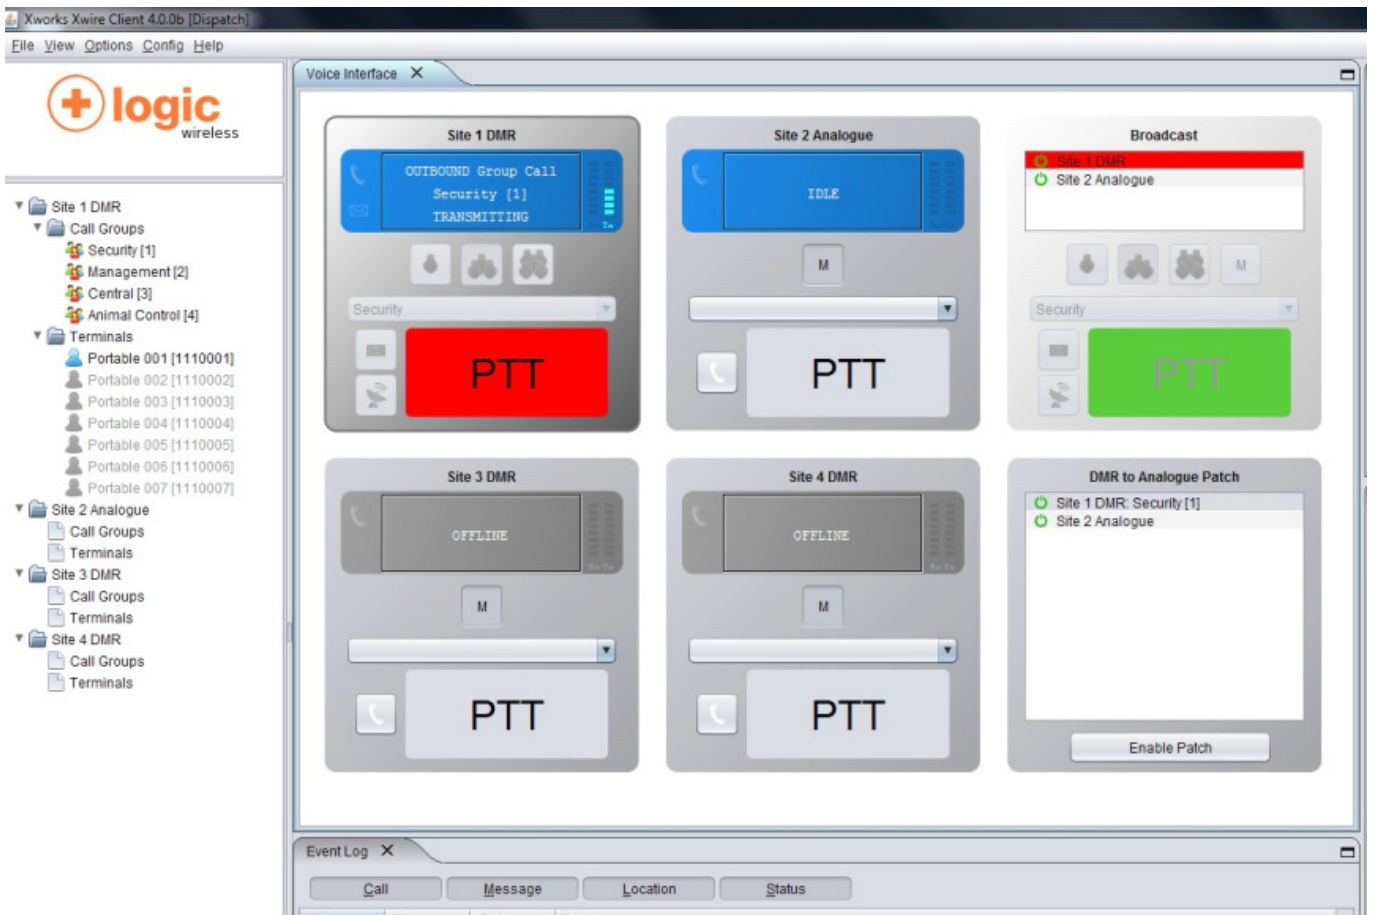 Xworks Xwire Client 4.0.0b [Dispatch]
File View Options Config Help
logic
wireless
Site 1 DMR
Call Groups
Security [1]
Management [2]
Central [3]
Animal Control [4]
Terminals
Portable 001 [1110001]
Portable 002 [1110002]
Portable 003 [1110003]
Portable 004 [1110004]
Portable 005 [1110005]
Portable 006 [1110006]
Portable 007 [1110007]
Site 2 Analogue
Call Groups
Terminals
Site 3 DMR
Call Groups
Terminals
Site 4 DMR
Call Groups
Terminals
Voice Interface
Site 1 DMR
OUTBOUND Group Call
Security [1]
TRANSMITTING
Tx
Security
PTT
Site 2 Analogue
IDLE
M
PTT
Broadcast
Site 1 DMR
Site 2 Analogue
M
Security
PTT
Site 3 DMR
OFFLINE
Rx Tx
M
PTT
Site 4 DMR
OFFLINE
Rx Tx
M
PTT
DMR to Analogue Patch
Site 1 DMR: Security [1]
Site 2 Analogue
Enable Patch
Event Log
Call Message Location Status